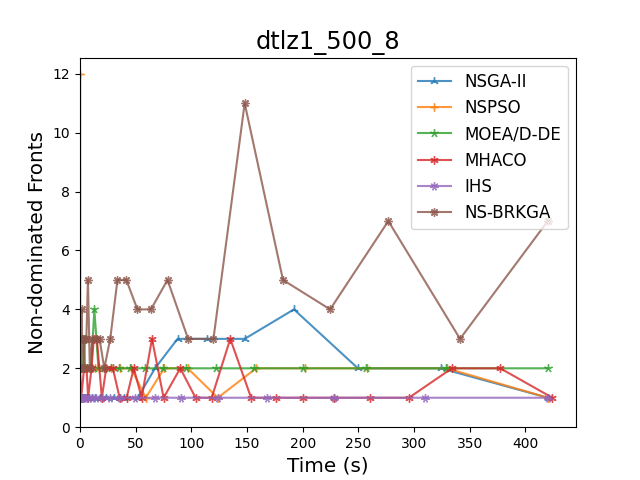 dtlz1_500_8
12
10
8
6
4
2
0
Non-dominated Fronts
NSGA-II
NSPSO
MOEA/D-DE
MHACO
IHS
NS-BRKGA
0 50 100 150 200 250 300 350 400
Time (s)